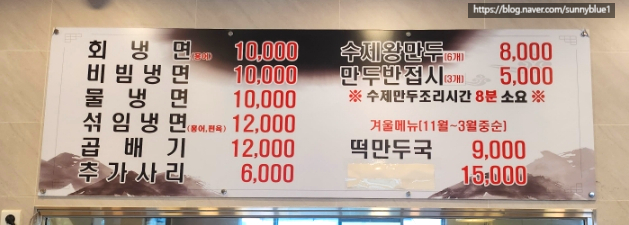 https://blog.naver.com/sunnyblue1
회 냉 면 10,000
비 빔 냉 면 10,000
물 냉 면 10,000
섞 임 냉 면 12,000
곱 배 기 12,000
추 가 사 리 6,000
수제왕만두(6개) 8,000
만두반접시(3개) 5,000
※ 수제만두조리시간 8분 소요 ※
겨울메뉴(11월~3월중순)
떡만두국 9,000
15,000